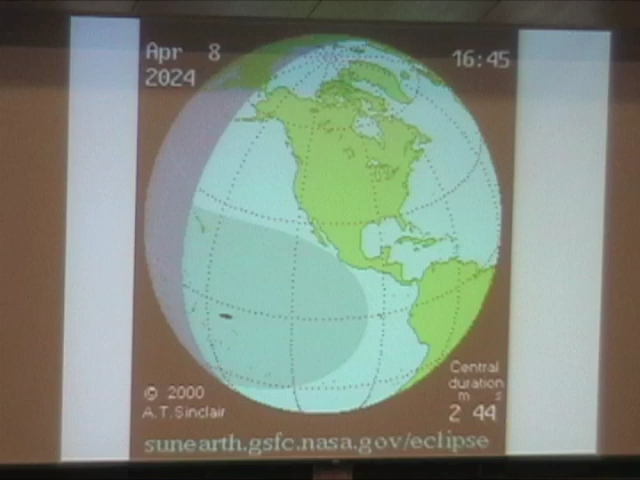 Apr 8
16:45
2024
Central
duration
m s
2 44
© 2000
A.T.Sinclair
sunearth.gsfc.nasa.gov/eclipse